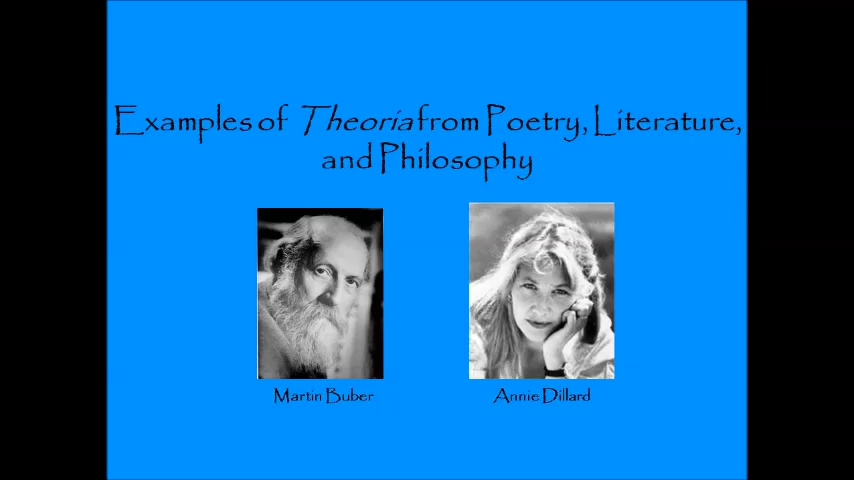 Examples of Theoria from Poetry, Literature,
and Philosophy
Martin Buber
Annie Dillard